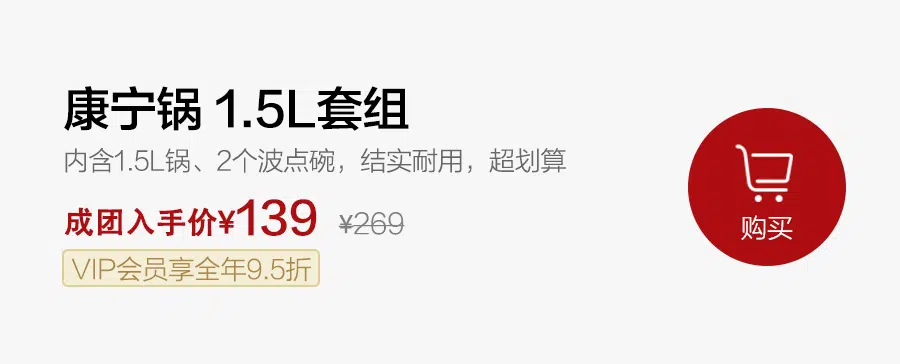 康宁锅 1.5L套组
内含1.5L锅、2个波点碗，结实耐用，超划算
成团入手价¥139 ¥269
VIP会员享全年9.5折
购买